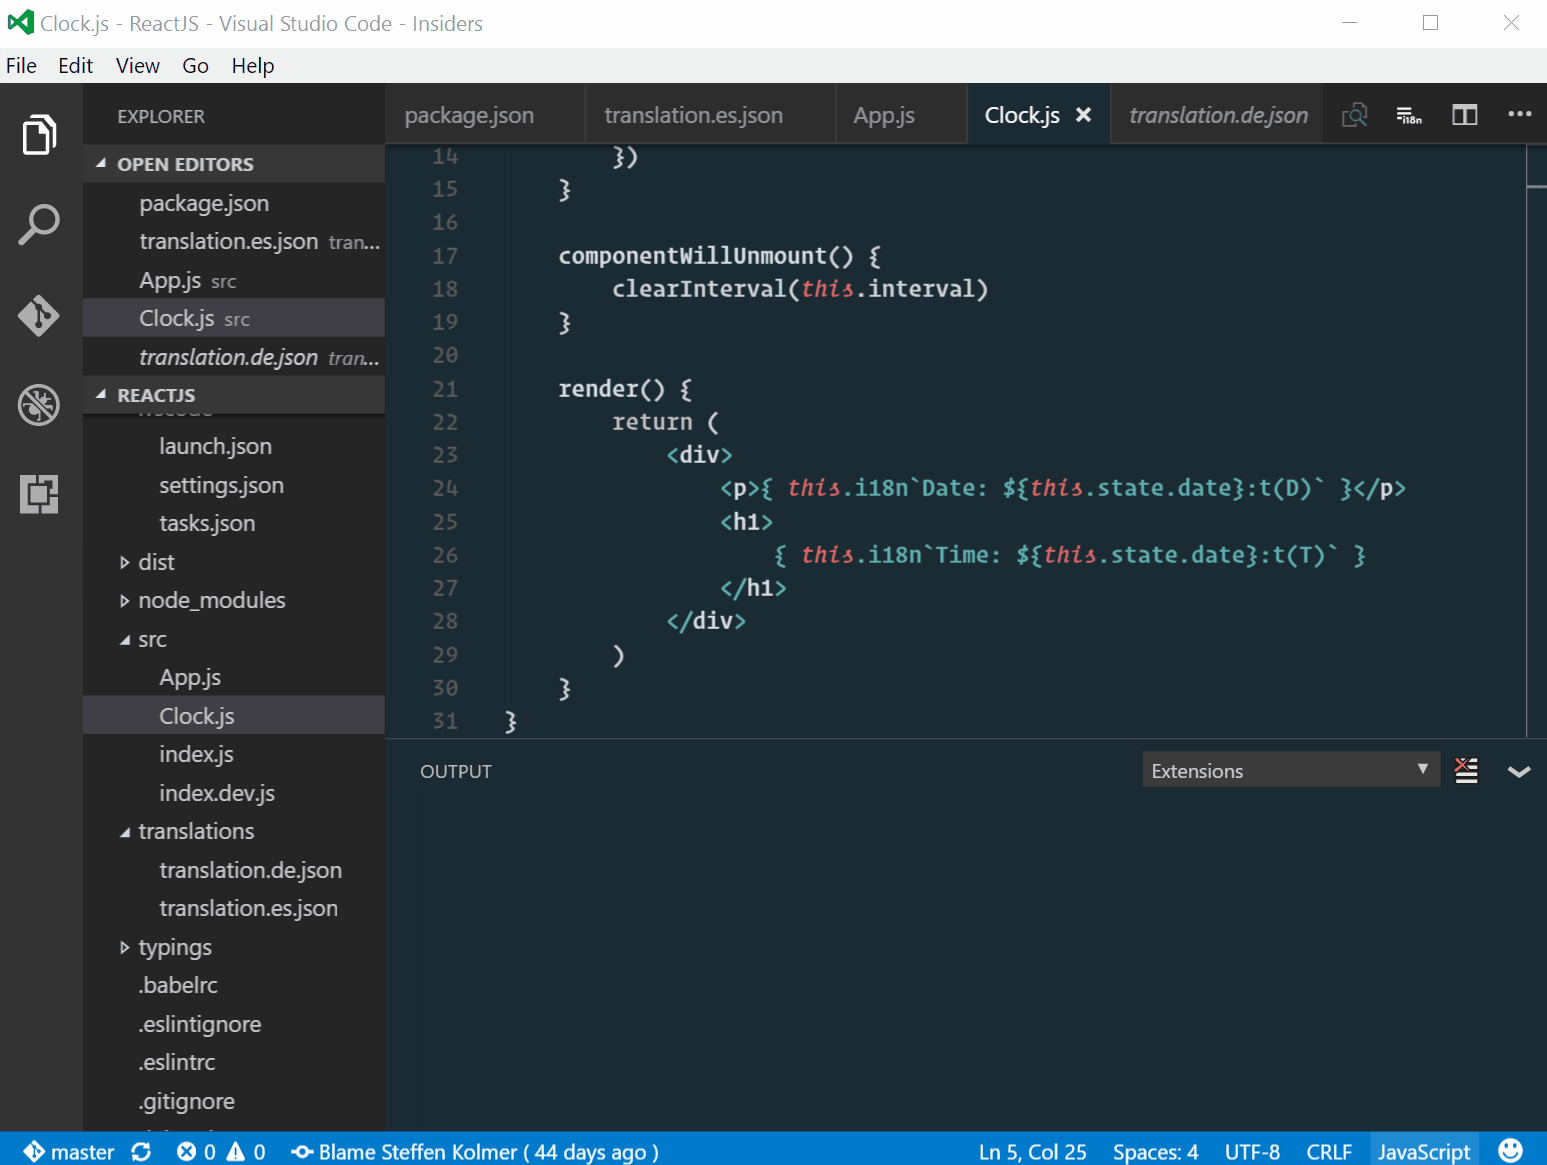 Clock.js - ReactJS - Visual Studio Code - Insiders
File Edit View Go Help
EXPLORER
OPEN EDITORS
package.json
translation.es.json tran...
App.js src
Clock.js src
translation.de.json tran...
REACTJS
launch.json
settings.json
tasks.json
dist
node_modules
src
App.js
Clock.js
index.js
index.dev.js
translations
translation.de.json
translation.es.json
typings
.babelrc
.eslintignore
.eslintrc
.gitignore
package.json translation.es.json App.js Clock.js translation.de.json i18n
14 })
15 }
16
17 componentWillUnmount() {
18 clearInterval(this.interval)
19 }
20
21 render() {
22 return (
23 <div>
24 <p>{ this.i18n`Date: ${this.state.date}:t(D)` }</p>
25 <h1>
26 { this.i18n`Time: ${this.state.date}:t(T)` }
27 </h1>
28 </div>
29 )
30 }
31 }
OUTPUT Extensions
master 0 0 Blame Steffen Kolmer ( 44 days ago ) Ln 5, Col 25 Spaces: 4 UTF-8 CRLF JavaScript